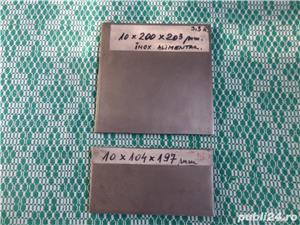 10 x 200 x 203 mm.
INOX ALIMENTAR.
10 x 104 x 197 mm
publi24.ro